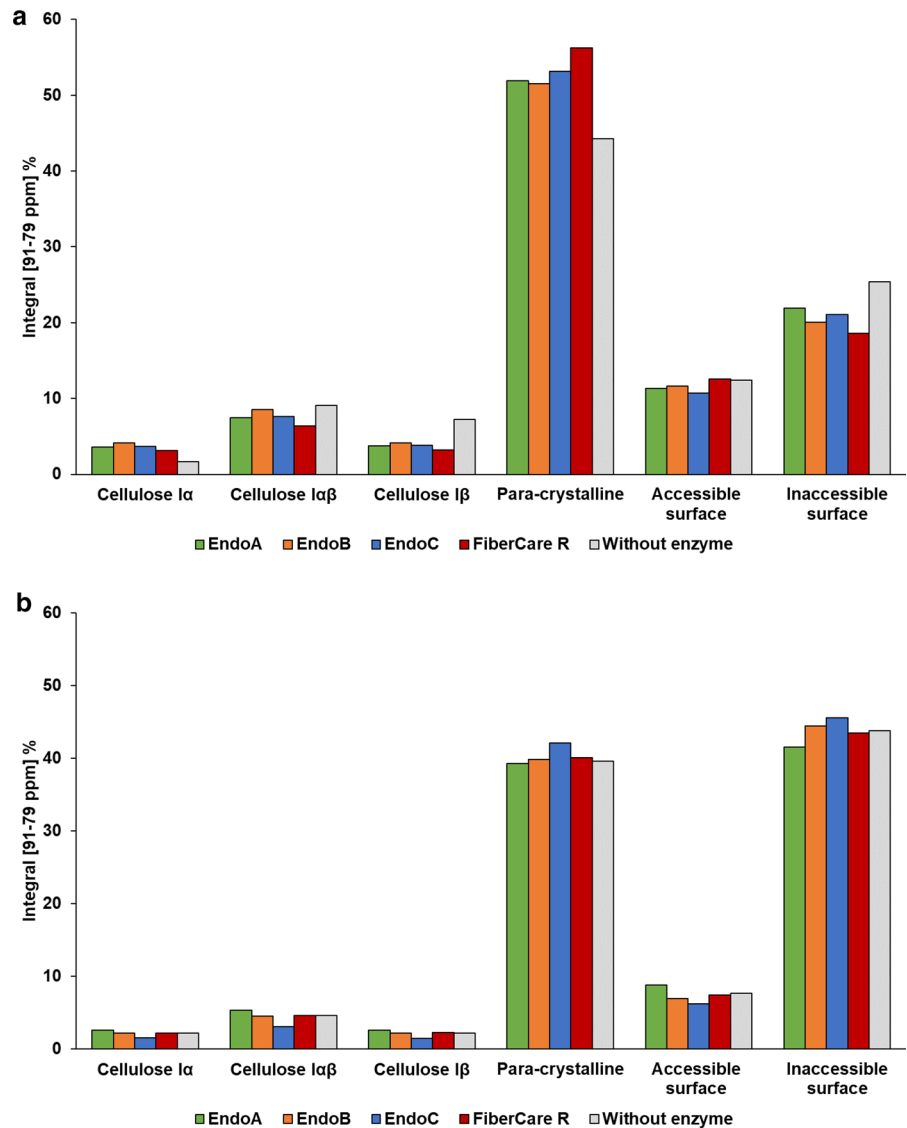 a
60
50
40
30
20
10
0
Integral [91-79 ppm] %
Cellulose Iα Cellulose Iαβ Cellulose Iβ Para-crystalline Accessible surface Inaccessible surface
EndoA EndoB EndoC FiberCare R Without enzyme
b
60
50
40
30
20
10
0
Integral [91-79 ppm] %
Cellulose Iα Cellulose Iαβ Cellulose Iβ Para-crystalline Accessible surface Inaccessible surface
EndoA EndoB EndoC FiberCare R Without enzyme